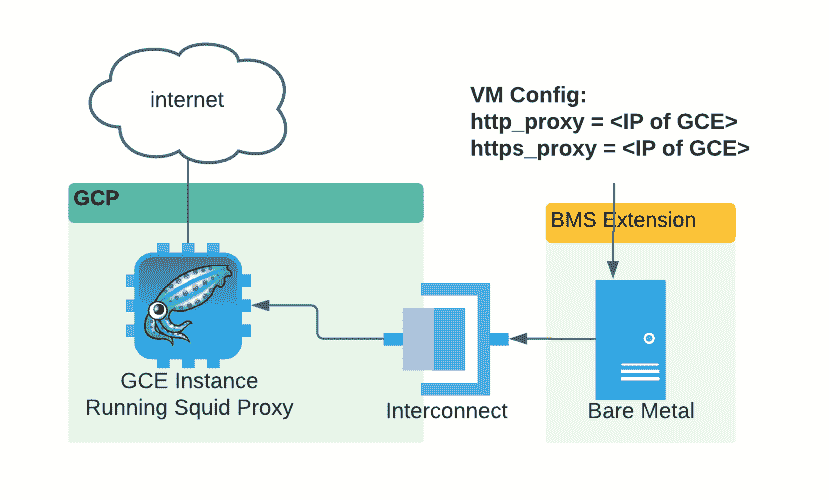 internet
VM Config:
http_proxy = <IP of GCE>
https_proxy = <IP of GCE>
GCP
BMS Extension
GCE Instance
Running Squid Proxy
Interconnect
Bare Metal